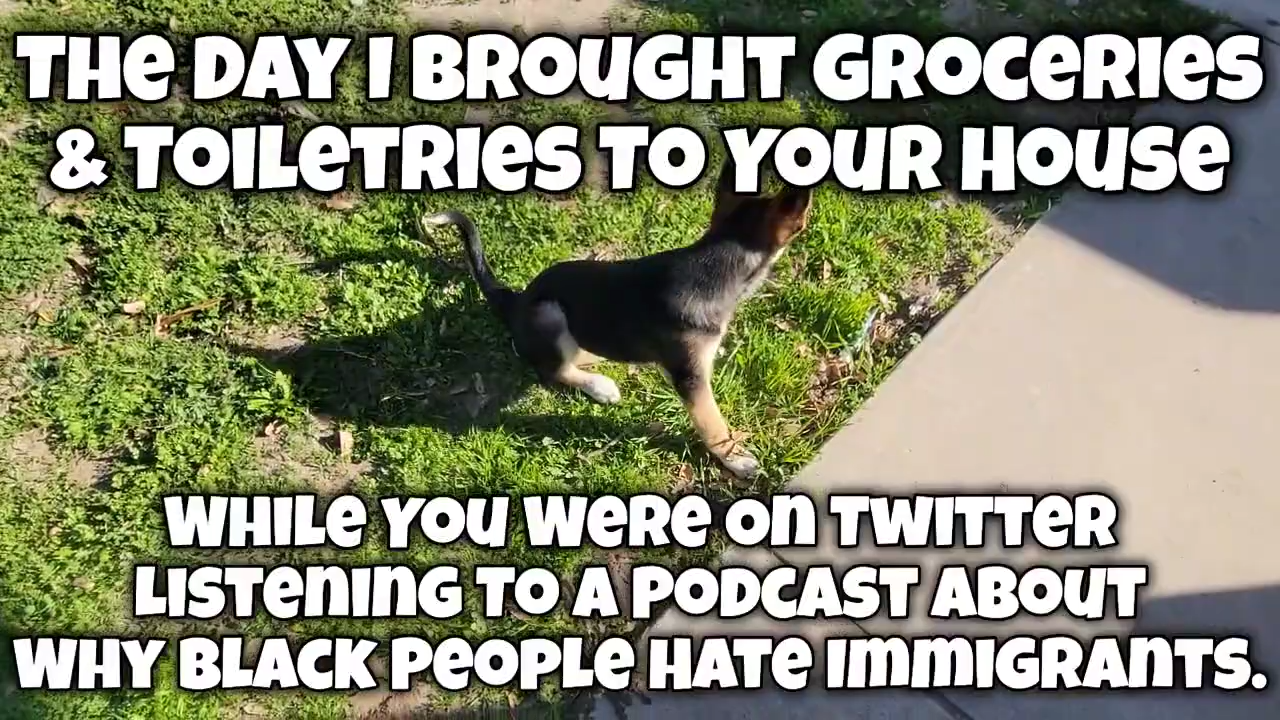 THE DAY I BROUGHT GROCERIES
& TOILETRIES TO YOUR HOUSE
WHILE YOU WERE ON TWITTER
LISTENING TO A PODCAST ABOUT
WHY BLACK PEOPLE HATE IMMIGRANTS.